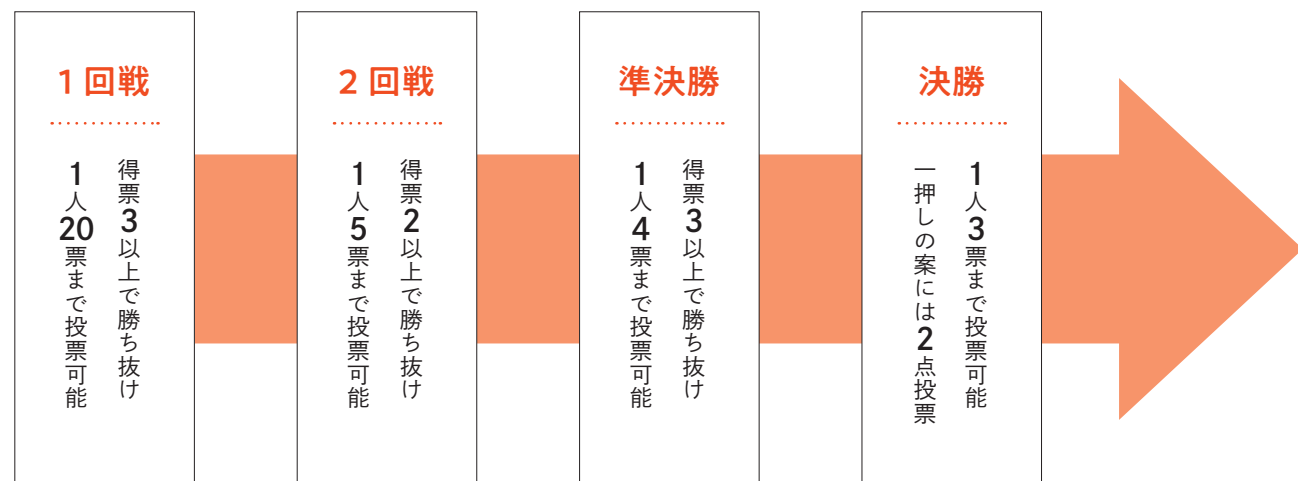 1回戦
得票3以上で勝ち抜け
1人20票まで投票可能
2回戦
得票2以上で勝ち抜け
1人5票まで投票可能
準決勝
得票3以上で勝ち抜け
1人4票まで投票可能
決勝
1人3票まで投票可能
一押しの案には2点投票